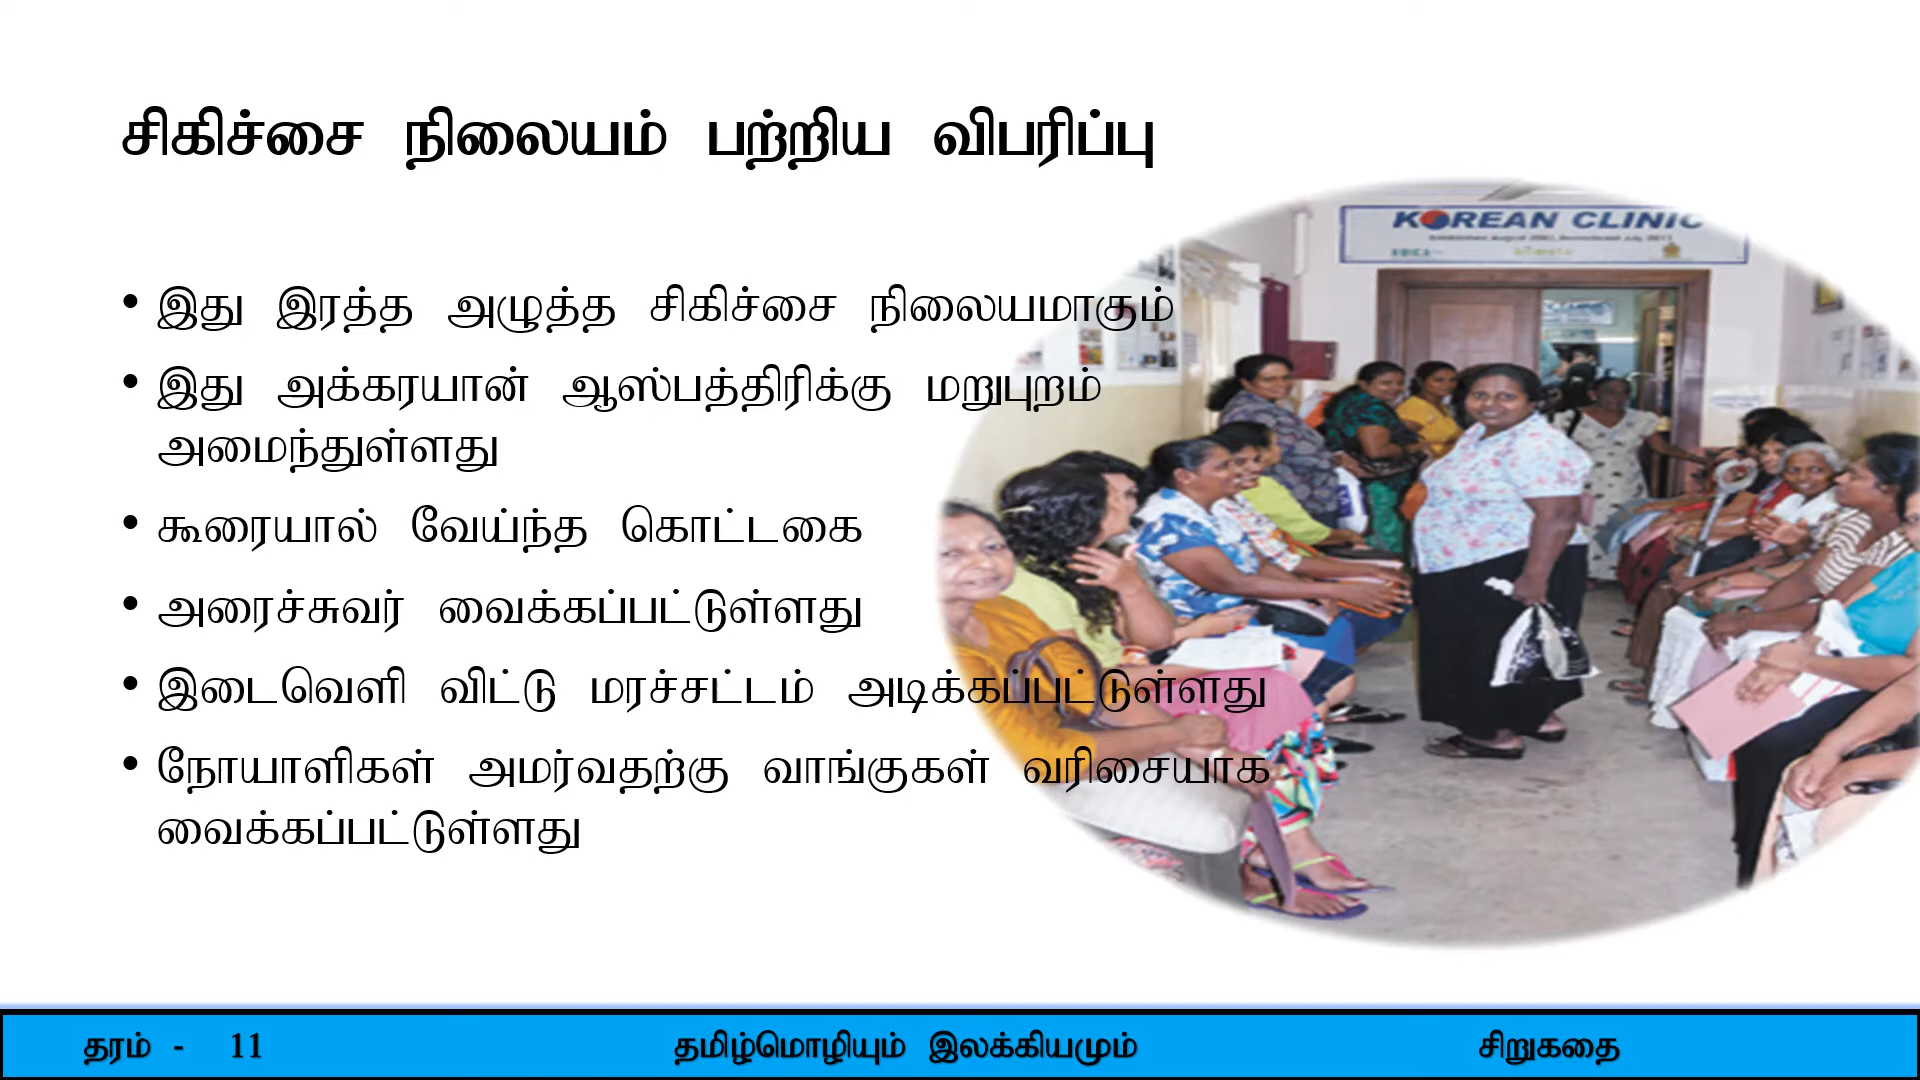 சிகிச்சை நிலையம் பற்றிய விபரிப்பு
KOREAN CLINIC
• இது இரத்த அழுத்த சிகிச்சை நிலையமாகும்
• இது அக்கரயான் ஆஸ்பத்திரிக்கு மறுபுறம்
அமைந்துள்ளது
• கூரையால் வேய்ந்த கொட்டகை
• அரைச்சுவர் வைக்கப்பட்டுள்ளது
• இடைவெளி விட்டு மரச்சட்டம் அடிக்கப்பட்டுள்ளது
• நோயாளிகள் அமர்வதற்கு வாங்குகள் வரிசையாக
வைக்கப்பட்டுள்ளது
தரம் - 11 தமிழ்மொழியும் இலக்கியமும் சிறுகதை